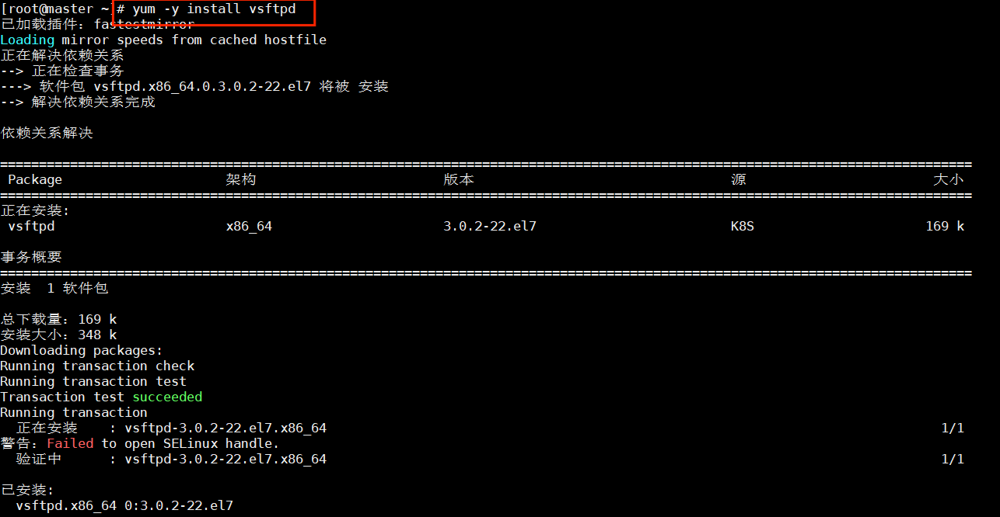 [root@master ~]# yum -y install vsftpd
已加载插件：fastestmirror
Loading mirror speeds from cached hostfile
正在解决依赖关系
--> 正在检查事务
---> 软件包 vsftpd.x86_64.0.3.0.2-22.el7 将被 安装
--> 解决依赖关系完成
依赖关系解决
================================================================================
Package 架构 版本 源 大小
================================================================================
正在安装:
vsftpd x86_64 3.0.2-22.el7 K8S 169 k
事务概要
================================================================================
安装 1 软件包
总下载量：169 k
安装大小：348 k
Downloading packages:
Running transaction check
Running transaction test
Transaction test succeeded
Running transaction
正在安装 : vsftpd-3.0.2-22.el7.x86_64 1/1
警告：Failed to open SELinux handle.
验证中 : vsftpd-3.0.2-22.el7.x86_64 1/1
已安装:
vsftpd.x86_64 0:3.0.2-22.el7